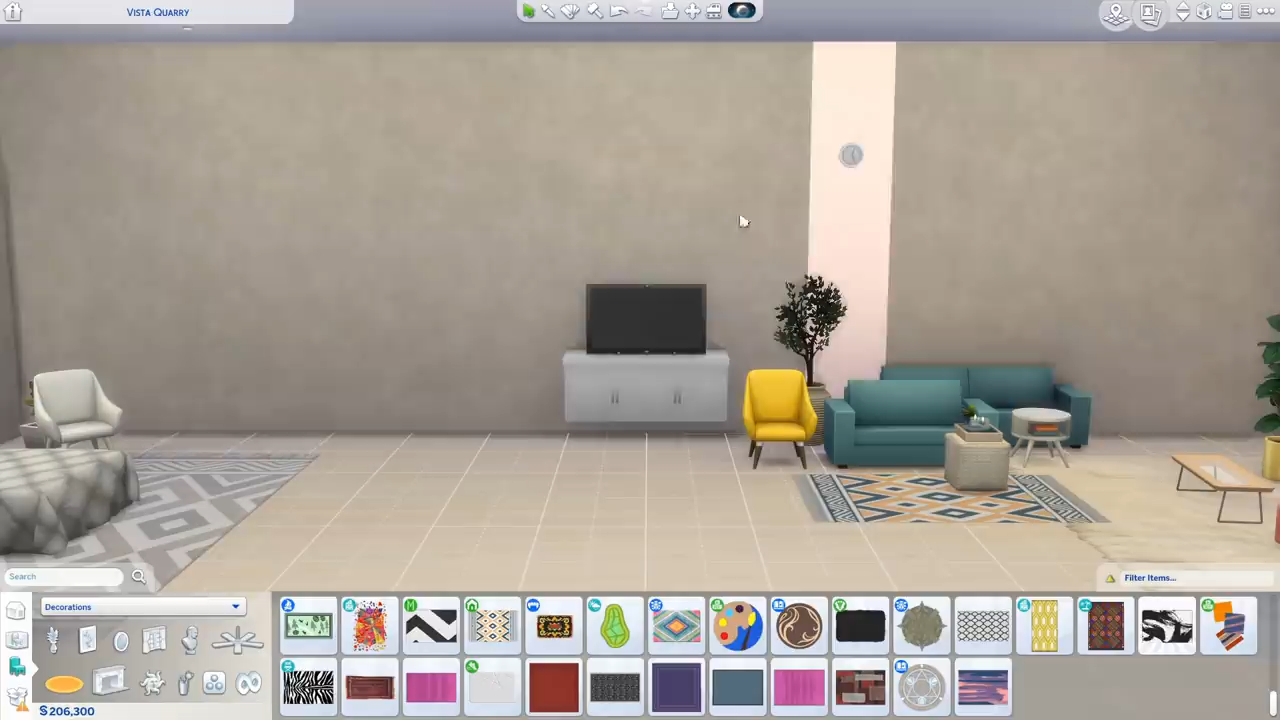 VISTA QUARRY
Search
Filter Items...
Decorations
§206,300